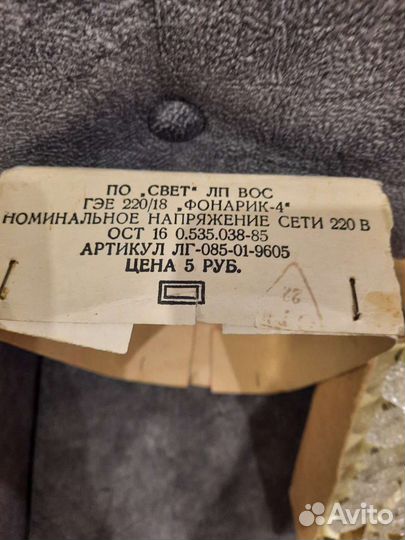 ПО „СВЕТ" ЛП ВОС
ГЭЕ 220/18 „ФОНАРИК-4"
НОМИНАЛЬНОЕ НАПРЯЖЕНИЕ СЕТИ 220 В
ОСТ 16 0.535.038-85
АРТИКУЛ ЛГ-085-01-9605
ЦЕНА 5 РУБ.
Avito